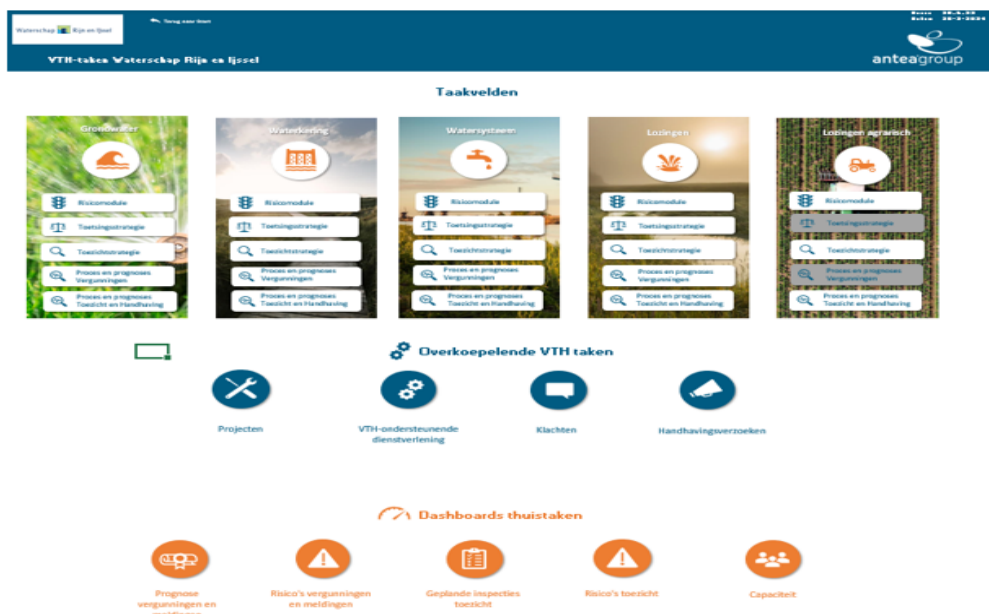 Waterschap Rijn en IJssel
Terug naar Start
VTH-taken Waterschap Rijn en Ijssel
anteagroup
Taakvelden
Grondwater
Risicomodule
Toetsingsstrategie
Toezichtstrategie
Proces en prognoses
Vergunningen
Proces en prognoses
Toezicht en Handhaving
Waterkering
Risicomodule
Toetsingsstrategie
Toezichtstrategie
Proces en prognoses
Vergunningen
Proces en prognoses
Toezicht en Handhaving
Watersysteem
Risicomodule
Toetsingsstrategie
Toezichtstrategie
Proces en prognoses
Vergunningen
Proces en prognoses
Toezicht en Handhaving
Lozingen
Risicomodule
Toetsingsstrategie
Toezichtstrategie
Proces en prognoses
Vergunningen
Proces en prognoses
Toezicht en Handhaving
Lozingen agrarisch
Risicomodule
Toetsingsstrategie
Toezichtstrategie
Proces en prognoses
Vergunningen
Proces en prognoses
Toezicht en Handhaving
Overkoepelende VTH taken
Projecten
VTH-ondersteunende
dienstverlening
Klachten
Handhavingsverzoeken
Dashboards thuistaken
Prognose
vergunningen en
Risico's vergunningen
en meldingen
Geplande inspecties
toezicht
Risico's toezicht
Capaciteit